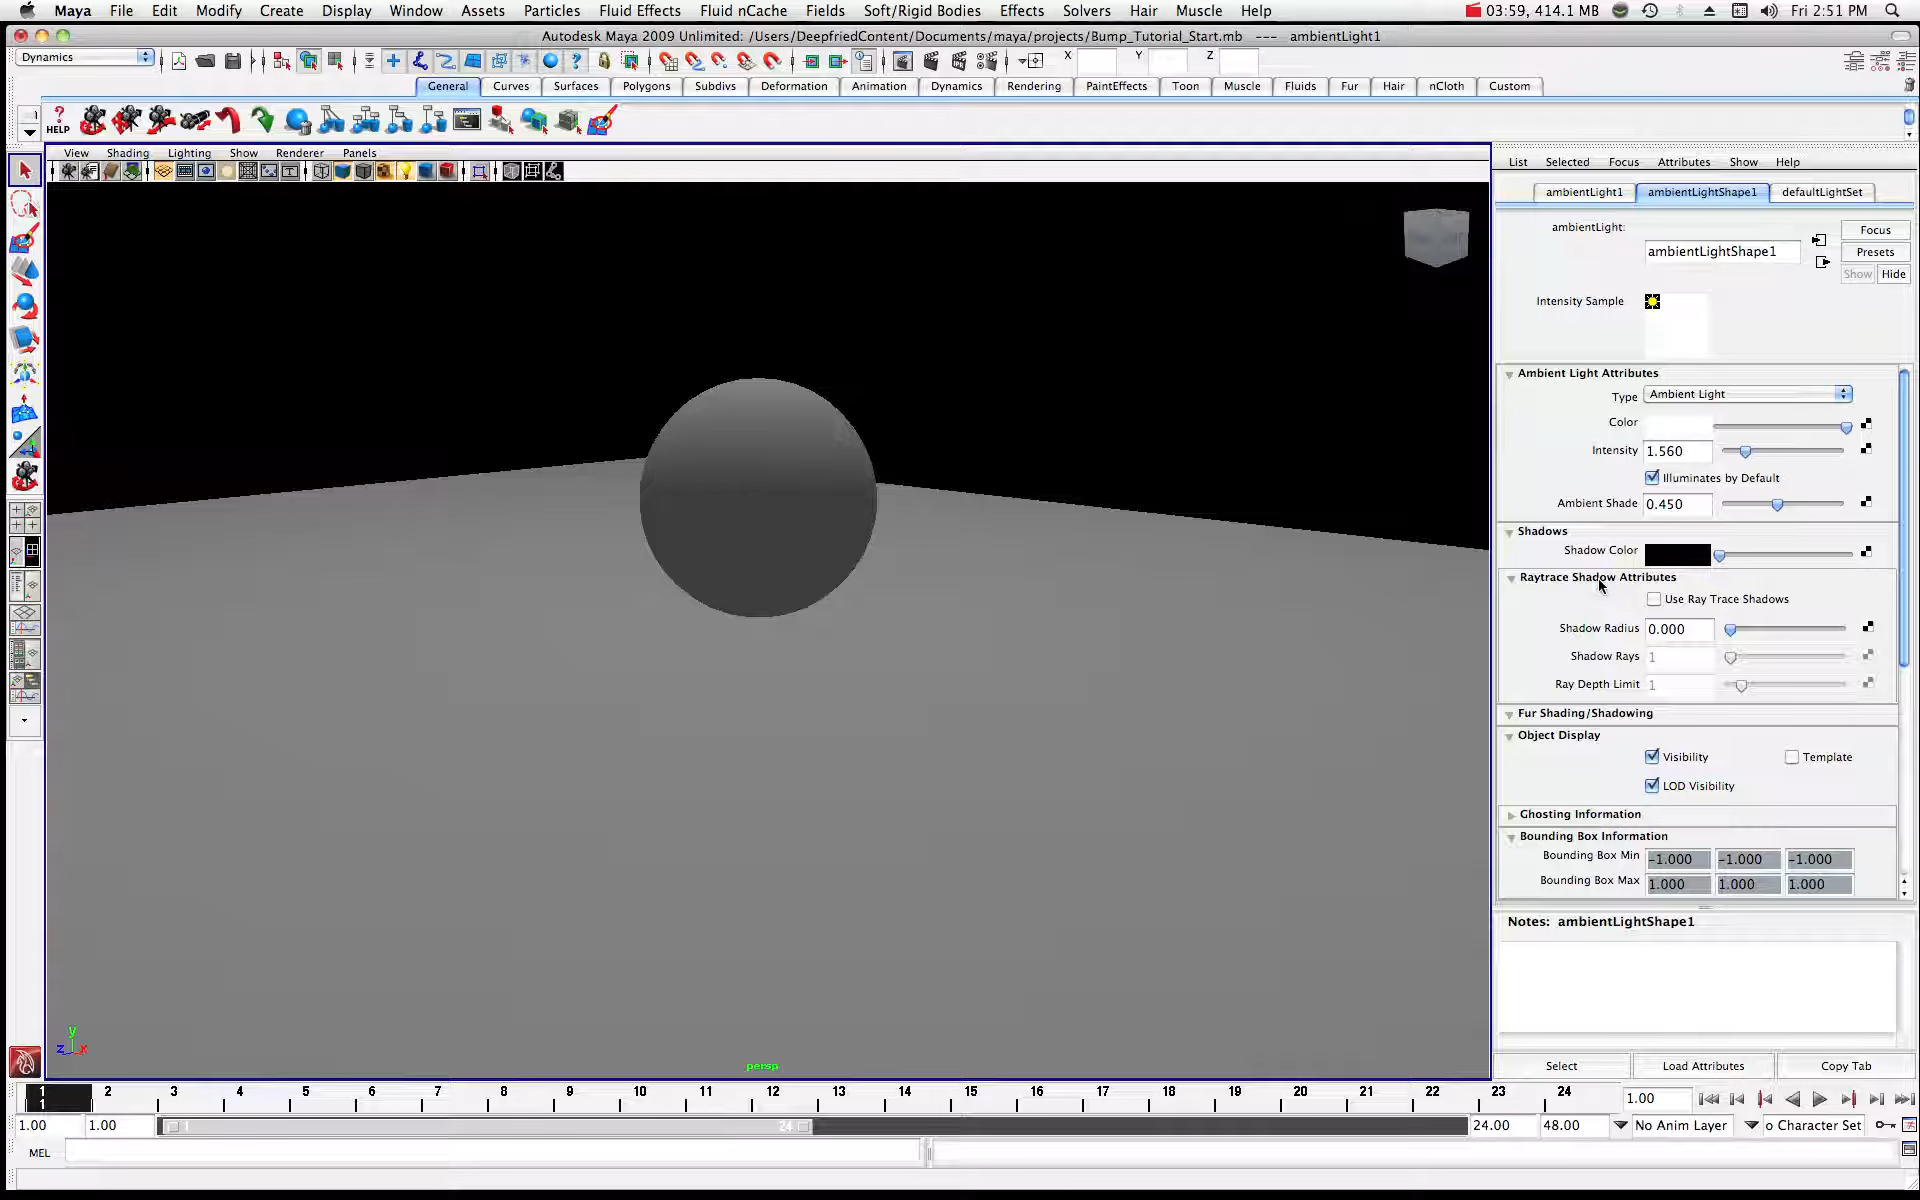 Maya File Edit Modify Create Display Window Assets Particles Fluid Effects Fluid nCache Fields Soft/Rigid Bodies Effects Solvers Hair Muscle Help 03:59, 414.1 MB Fri 2:51 PM
Autodesk Maya 2009 Unlimited: /Users/DeepfriedContent/Documents/maya/projects/Bump_Tutorial_Start.mb --- ambientLight1
Dynamics X Y Z
General Curves Surfaces Polygons Subdivs Deformation Animation Dynamics Rendering PaintEffects Toon Muscle Fluids Fur Hair nCloth Custom
HELP
View Shading Lighting Show Renderer Panels
List Selected Focus Attributes Show Help
ambientLight1 ambientLightShape1 defaultLightSet
ambientLight: ambientLightShape1
Focus
Presets
Show Hide
Intensity Sample
Ambient Light Attributes
Type Ambient Light
Color
Intensity 1.560
Illuminates by Default
Ambient Shade 0.450
Shadows
Shadow Color
Raytrace Shadow Attributes
Use Ray Trace Shadows
Shadow Radius 0.000
Shadow Rays 1
Ray Depth Limit 1
Fur Shading/Shadowing
Object Display
Visibility Template
LOD Visibility
Ghosting Information
Bounding Box Information
Bounding Box Min -1.000 -1.000 -1.000
Bounding Box Max 1.000 1.000 1.000
Notes: ambientLightShape1
Select Load Attributes Copy Tab
y
z x
persp
1 2 3 4 5 6 7 8 9 10 11 12 13 14 15 16 17 18 19 20 21 22 23 24
1 1.00
1.00 1.00 1 24 24.00 48.00 No Anim Layer o Character Set
MEL